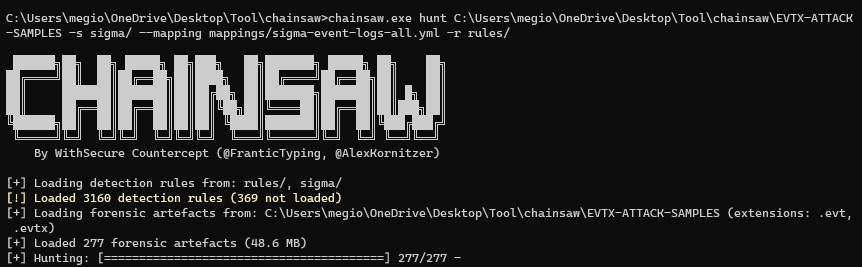 C:\Users\megio\OneDrive\Desktop\Tool\chainsaw>chainsaw.exe hunt C:\Users\megio\OneDrive\Desktop\Tool\chainsaw\EVTX-ATTACK
-SAMPLES -s sigma/ --mapping mappings/sigma-event-logs-all.yml -r rules/
CHAINSAW
By WithSecure Countercept (@FranticTyping, @AlexKornitzer)
[+] Loading detection rules from: rules/, sigma/
[!] Loaded 3160 detection rules (369 not loaded)
[+] Loading forensic artefacts from: C:\Users\megio\OneDrive\Desktop\Tool\chainsaw\EVTX-ATTACK-SAMPLES (extensions: .evt,
.evtx)
[+] Loaded 277 forensic artefacts (48.6 MB)
[+] Hunting: [========================================] 277/277 -